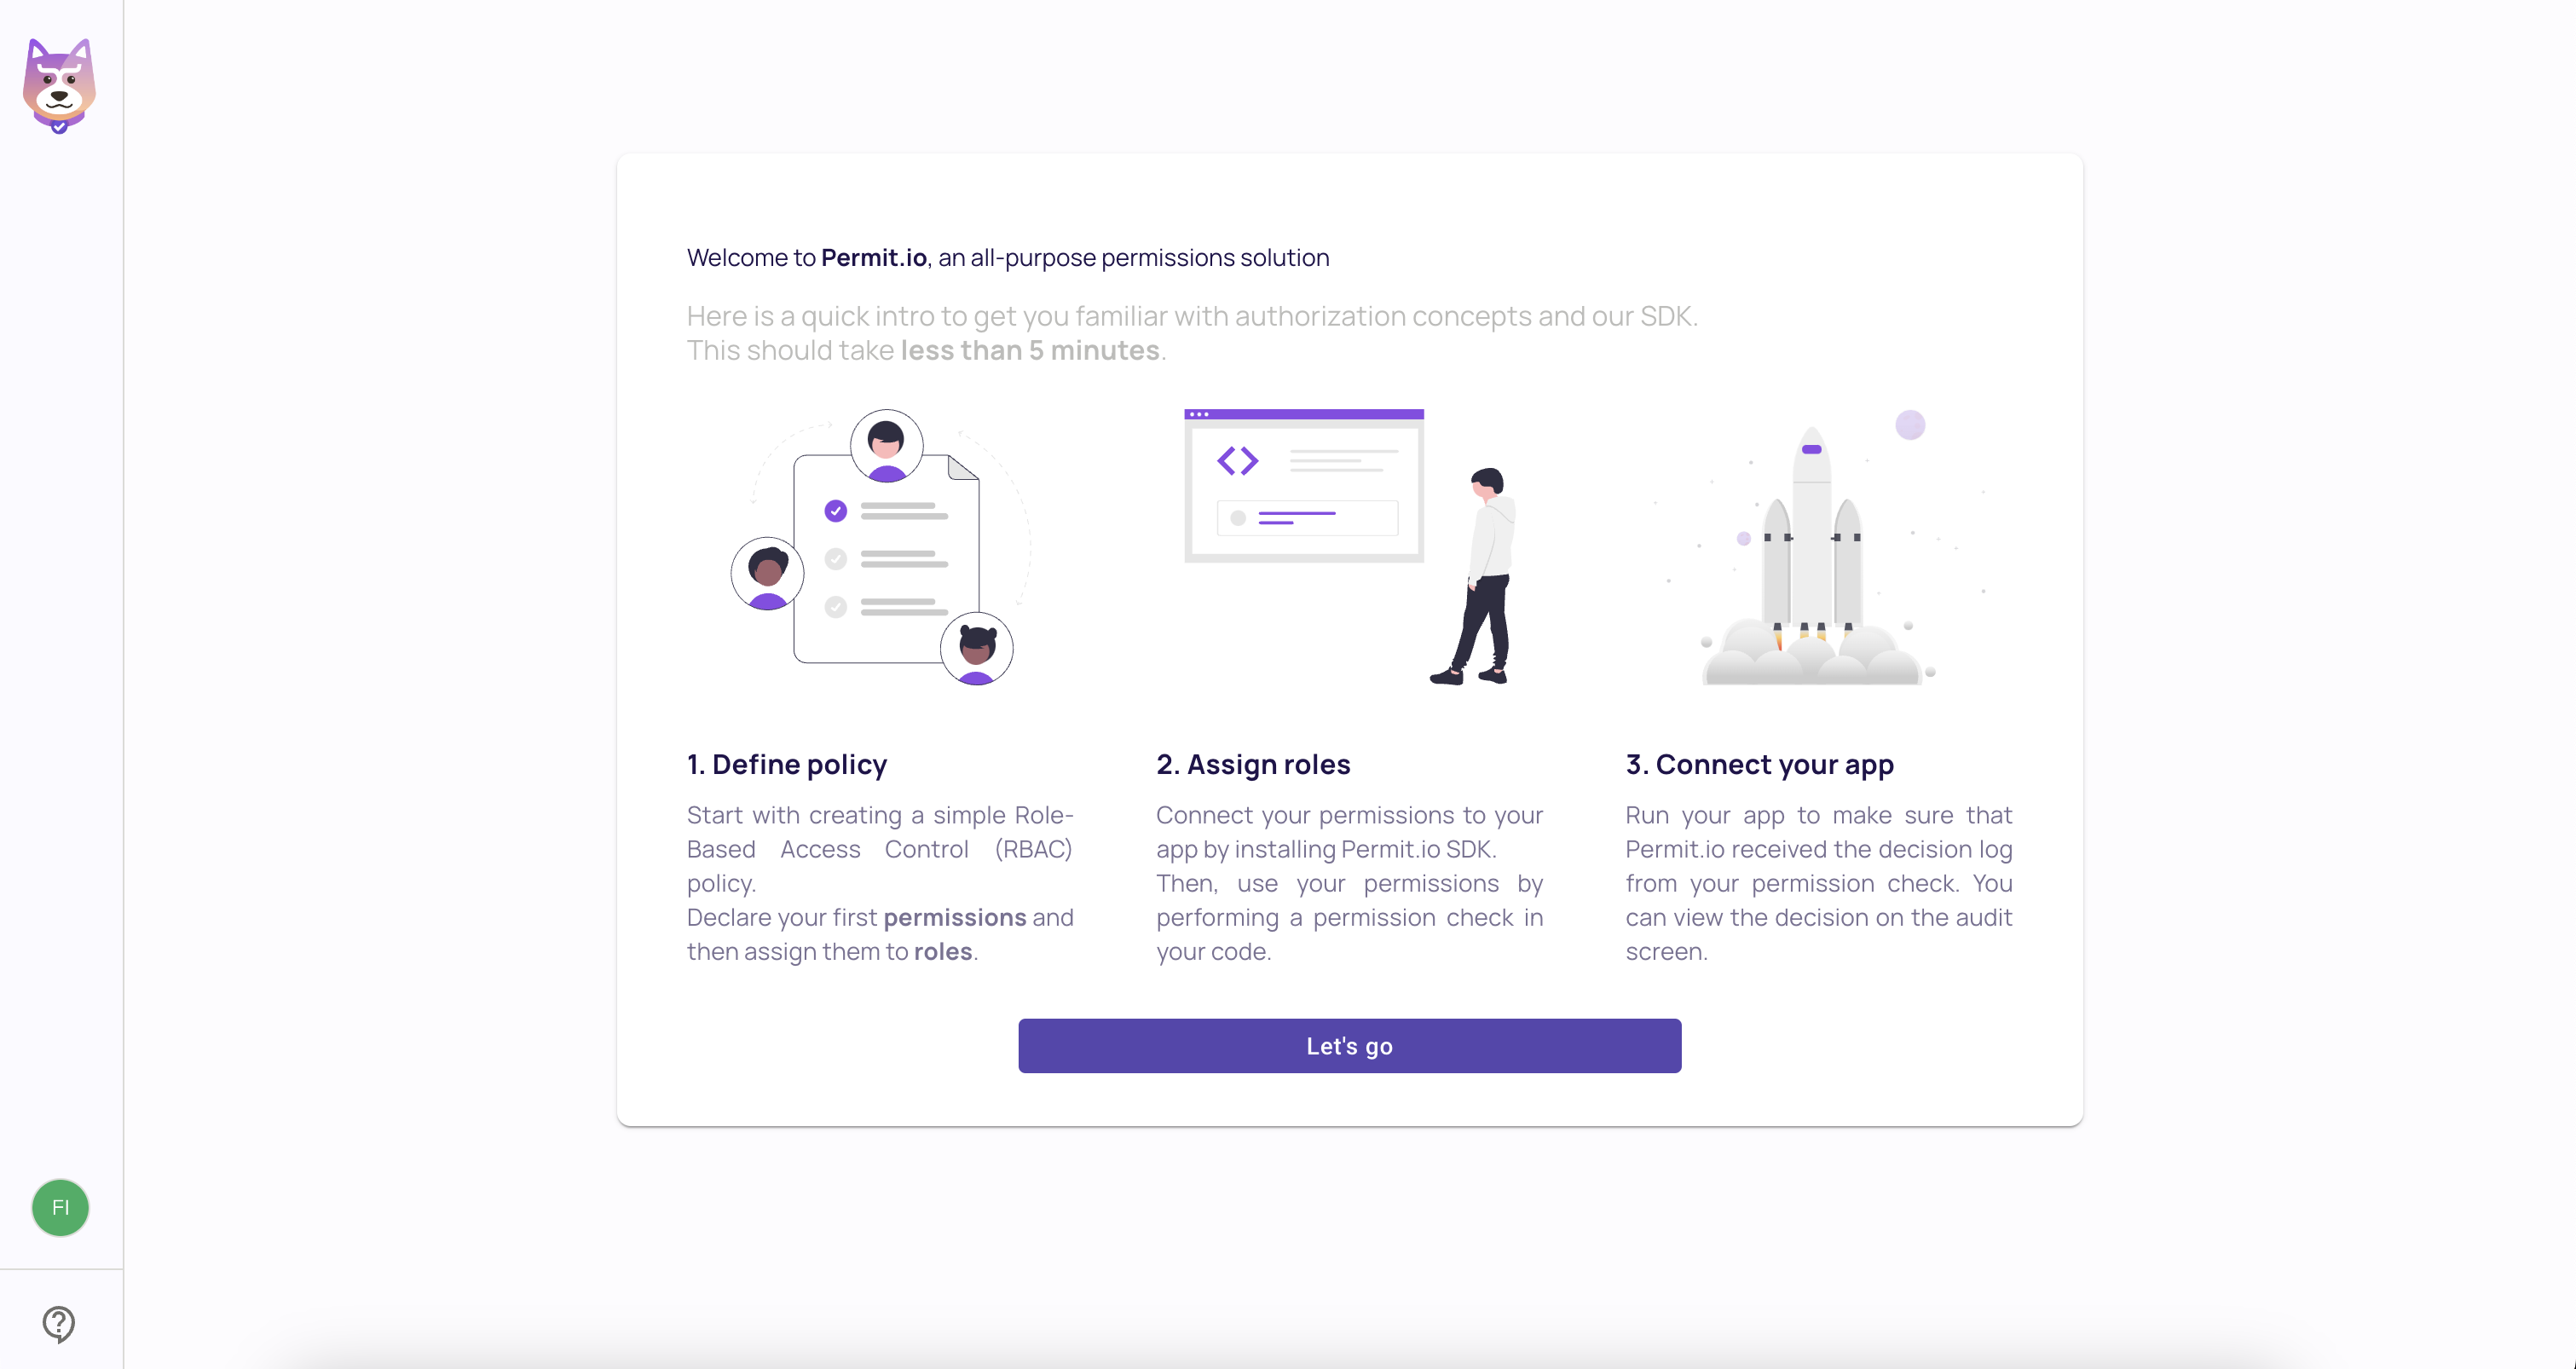 Welcome to Permit.io, an all-purpose permissions solution
Here is a quick intro to get you familiar with authorization concepts and our SDK.
This should take less than 5 minutes.
1. Define policy
Start with creating a simple Role-
Based Access Control (RBAC)
policy.
Declare your first permissions and
then assign them to roles.
2. Assign roles
Connect your permissions to your
app by installing Permit.io SDK.
Then, use your permissions by
performing a permission check in
your code.
3. Connect your app
Run your app to make sure that
Permit.io received the decision log
from your permission check. You
can view the decision on the audit
screen.
Let's go
FI